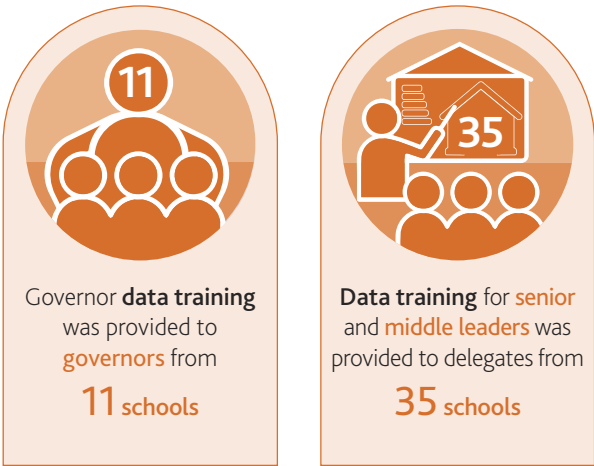 11
Governor data training
was provided to
governors from
11 schools
35
Data training for senior
and middle leaders was
provided to delegates from
35 schools